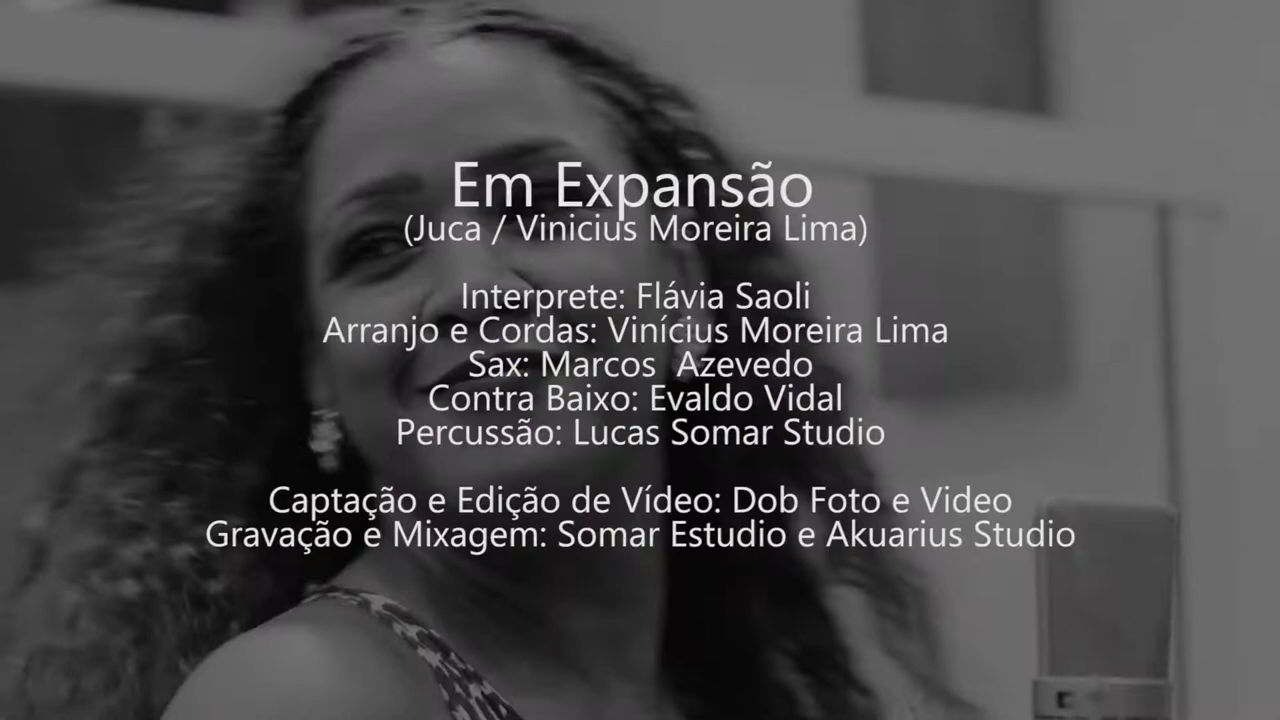 Em Expansão
(Juca / Vinicius Moreira Lima)
Interprete: Flávia Saoli
Arranjo e Cordas: Vinícius Moreira Lima
Sax: Marcos  Azevedo
Contra Baixo: Evaldo Vidal
Percussão: Lucas Somar Studio
Captação e Edição de Vídeo: Dob Foto e Video
Gravação e Mixagem: Somar Estudio e Akuarius Studio